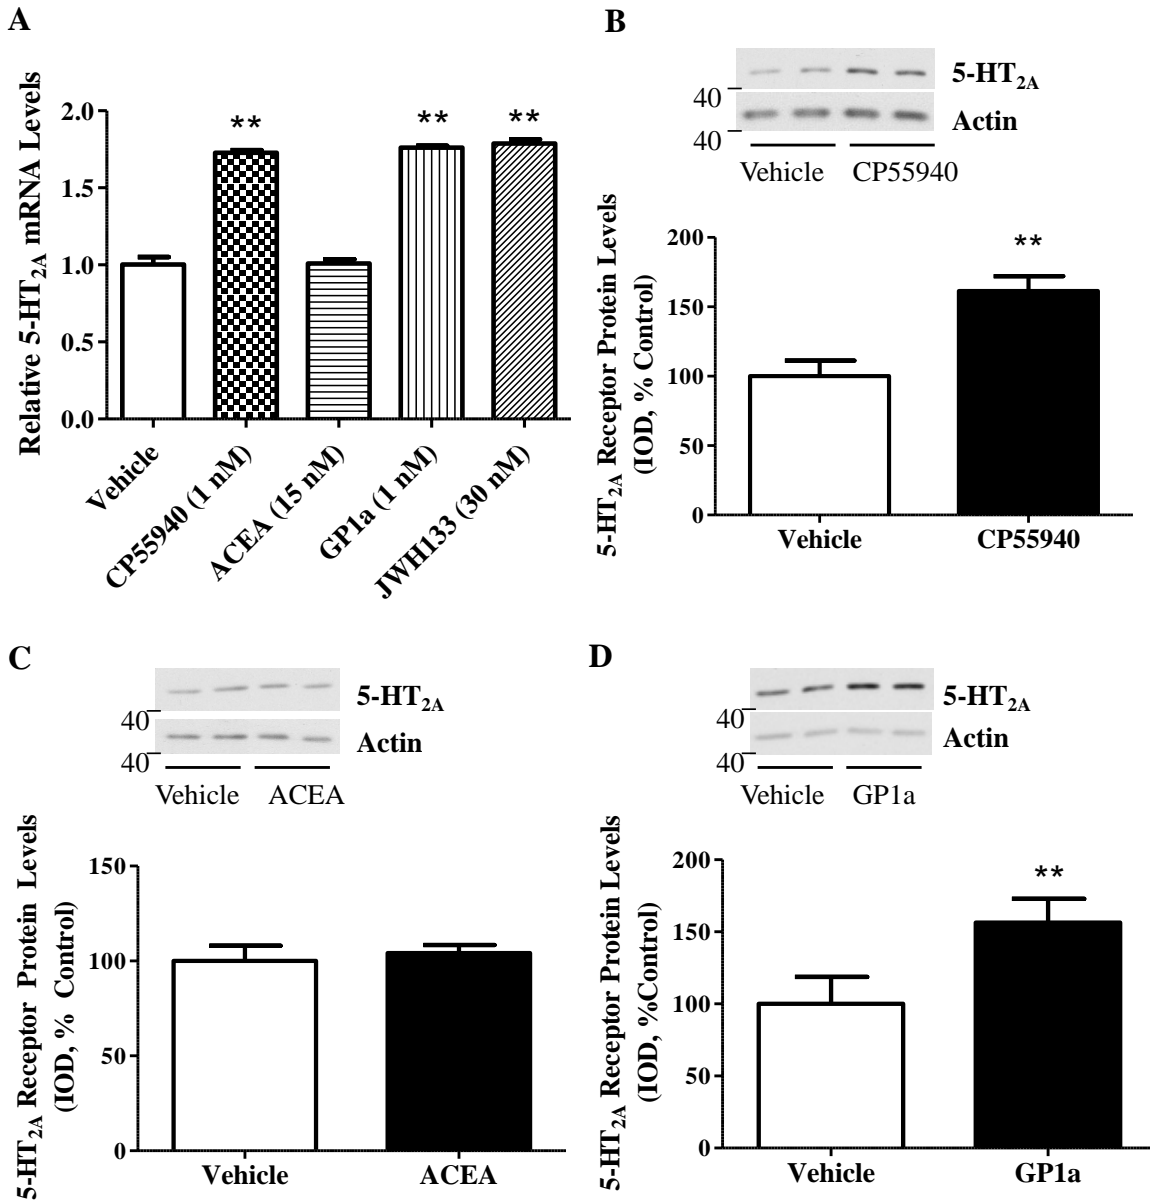 A
Relative 5-HT2A mRNA Levels
2.0
1.5
1.0
0.5
0.0
**
**
**
Vehicle
CP55940 (1 nM)
ACEA (15 nM)
GP1a (1 nM)
JWH133 (30 nM)
B
5-HT2A
40
Actin
40
Vehicle
CP55940
5-HT2A Receptor Protein Levels
(IOD, % Control)
200
150
100
50
0
**
Vehicle
CP55940
C
5-HT2A
40
Actin
40
Vehicle
ACEA
5-HT2A Receptor Protein Levels
(IOD, % Control)
150
100
50
0
Vehicle
ACEA
D
5-HT2A
40
Actin
40
Vehicle
GP1a
5-HT2A Receptor Protein Levels
(IOD, %Control)
200
150
100
50
0
**
Vehicle
GP1a